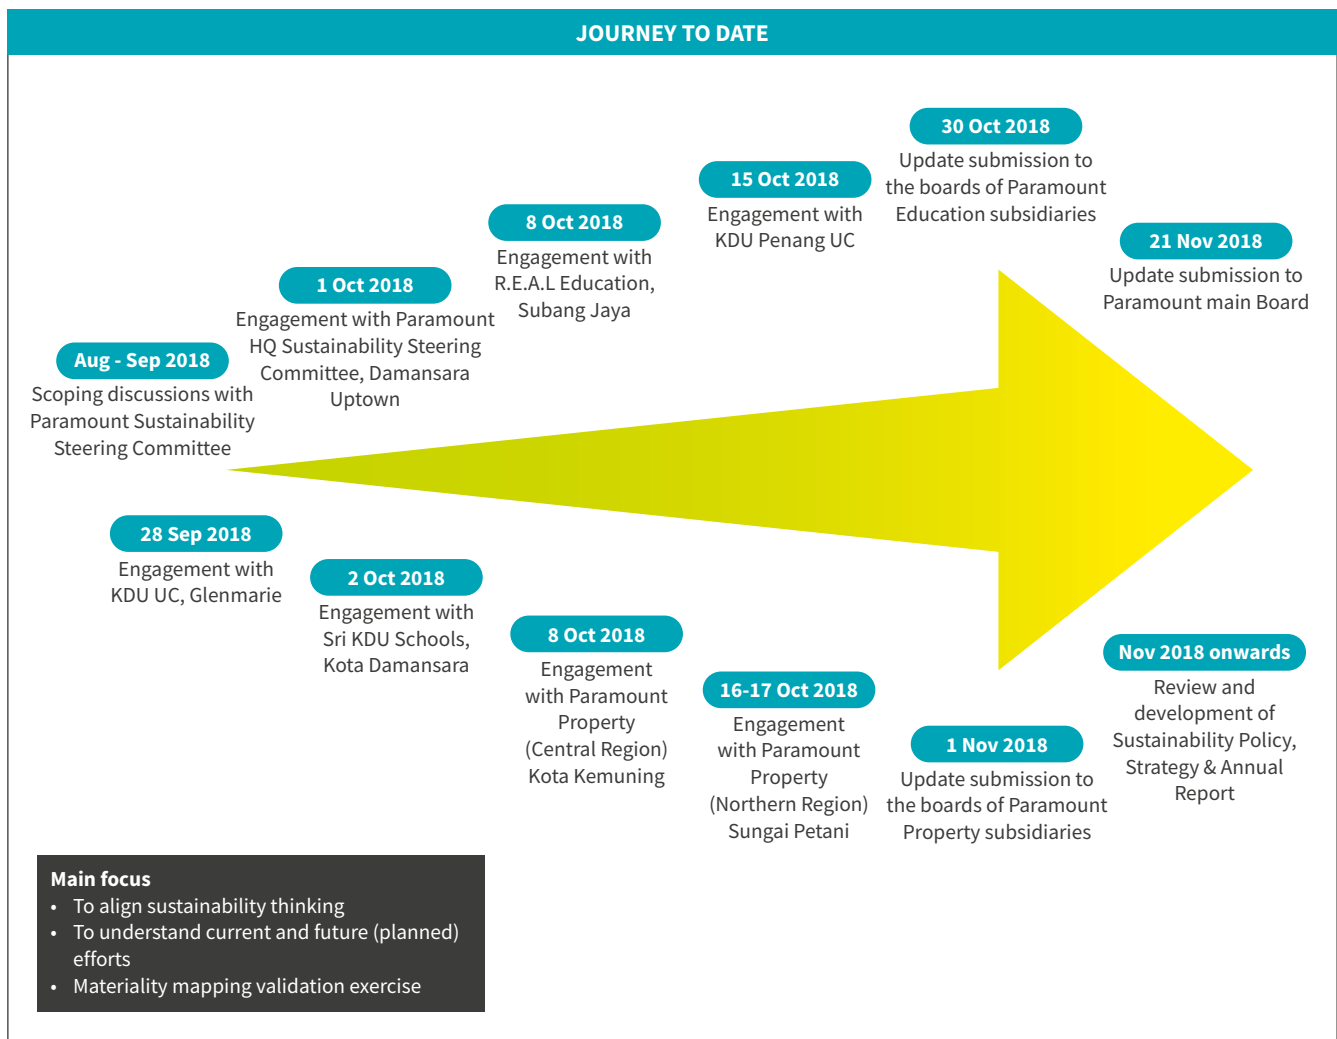 JOURNEY TO DATE
Aug - Sep 2018
Scoping discussions with
Paramount Sustainability
Steering Committee
1 Oct 2018
Engagement with Paramount
HQ Sustainability Steering
Committee, Damansara
Uptown
8 Oct 2018
Engagement with
R.E.A.L Education,
Subang Jaya
15 Oct 2018
Engagement with
KDU Penang UC
30 Oct 2018
Update submission to
the boards of Paramount
Education subsidiaries
21 Nov 2018
Update submission to
Paramount main Board
28 Sep 2018
Engagement with
KDU UC, Glenmarie
2 Oct 2018
Engagement with
Sri KDU Schools,
Kota Damansara
8 Oct 2018
Engagement
with Paramount
Property
(Central Region)
Kota Kemuning
16-17 Oct 2018
Engagement
with Paramount
Property
(Northern Region)
Sungai Petani
1 Nov 2018
Update submission to
the boards of Paramount
Property subsidiaries
Nov 2018 onwards
Review and
development of
Sustainability Policy,
Strategy & Annual
Report
Main focus
• To align sustainability thinking
• To understand current and future (planned)
efforts
• Materiality mapping validation exercise